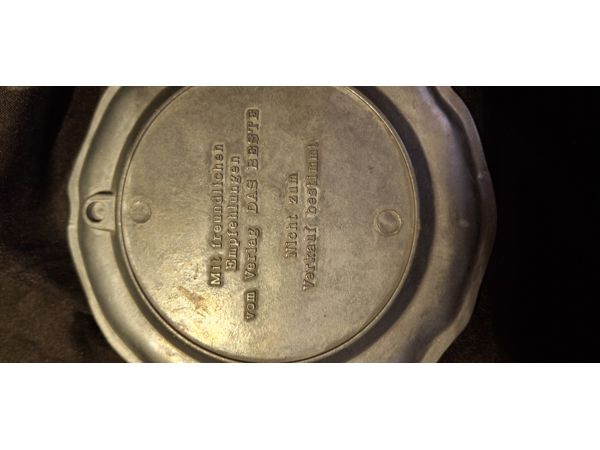 Mit freundlichen
Empfehlungen
vom Verlag DAS BESTE
Nicht zum
Verkauf bestimmt